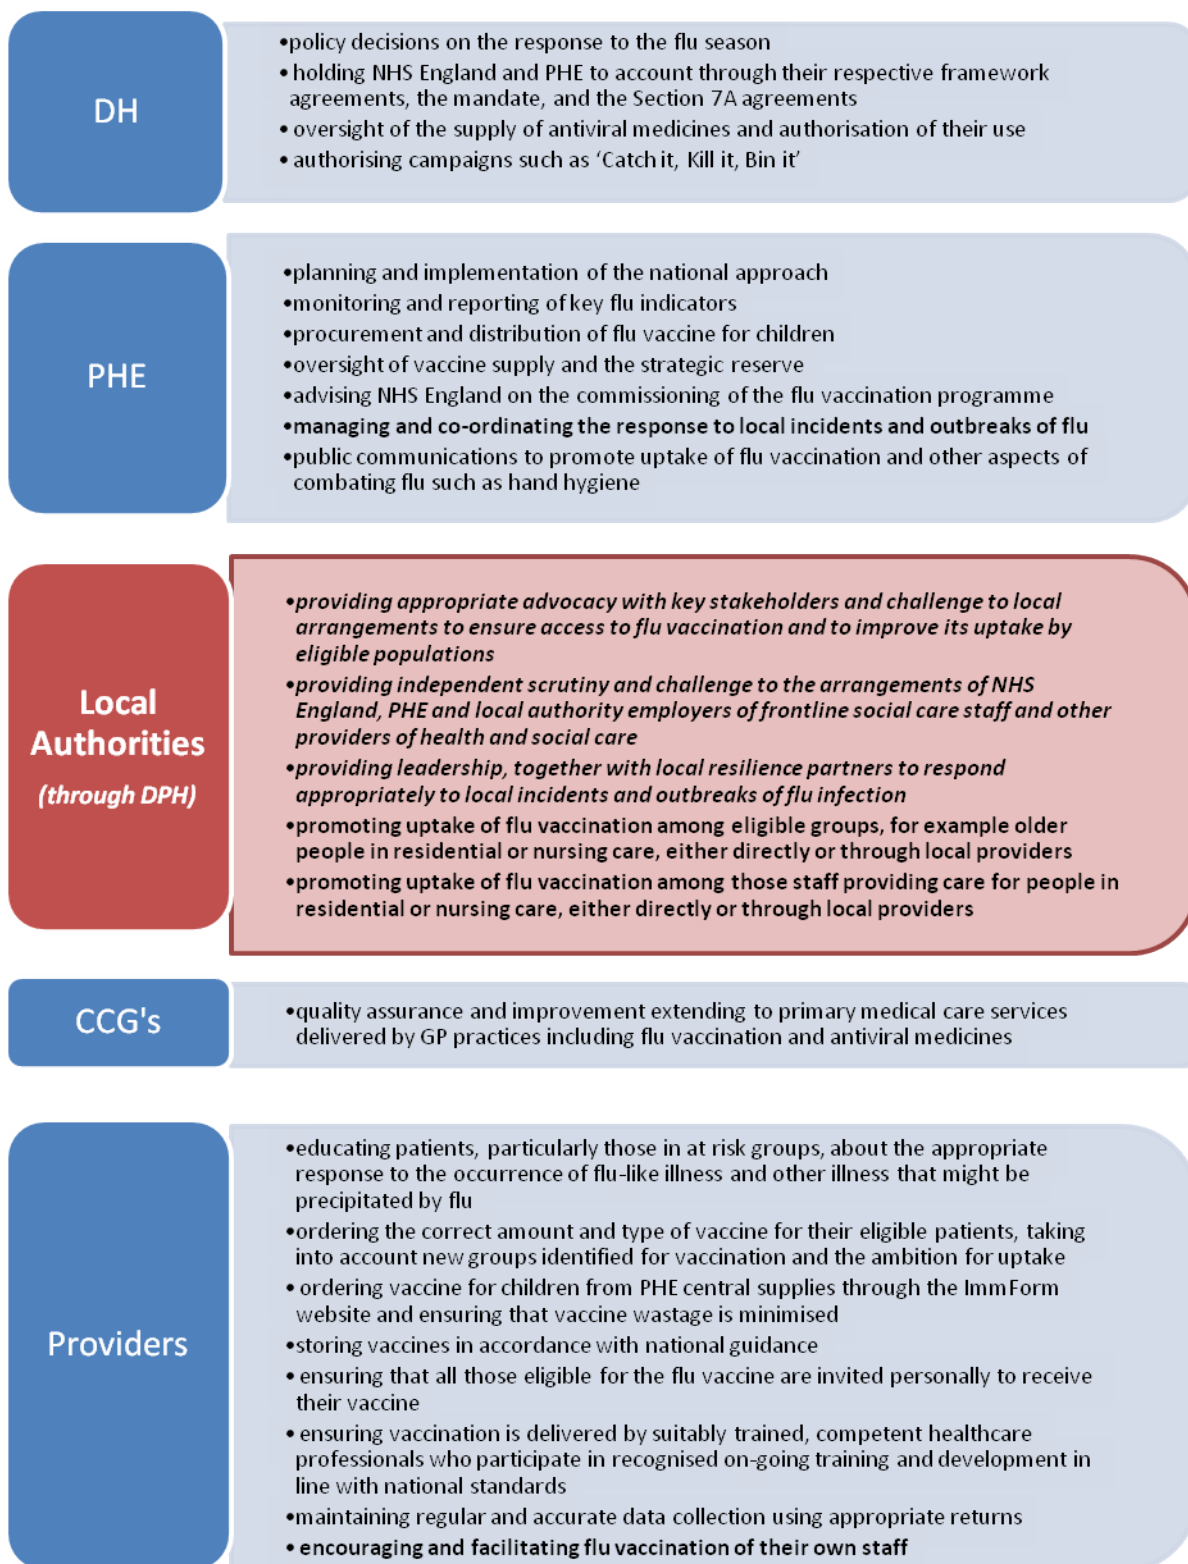 DH
•policy decisions on the response to the flu season
• holding NHS England and PHE to account through their respective framework
agreements, the mandate, and the Section 7A agreements
• oversight of the supply of antiviral medicines and authorisation of their use
• authorising campaigns such as ‘Catch it, Kill it, Bin it’
PHE
•planning and implementation of the national approach
•monitoring and reporting of key flu indicators
•procurement and distribution of flu vaccine for children
•oversight of vaccine supply and the strategic reserve
•advising NHS England on the commissioning of the flu vaccination programme
•managing and co-ordinating the response to local incidents and outbreaks of flu
•public communications to promote uptake of flu vaccination and other aspects of
combating flu such as hand hygiene
Local
Authorities
(through DPH)
•providing appropriate advocacy with key stakeholders and challenge to local
arrangements to ensure access to flu vaccination and to improve its uptake by
eligible populations
•providing independent scrutiny and challenge to the arrangements of NHS
England, PHE and local authority employers of frontline social care staff and other
providers of health and social care
•providing leadership, together with local resilience partners to respond
appropriately to local incidents and outbreaks of flu infection
•promoting uptake of flu vaccination among eligible groups, for example older
people in residential or nursing care, either directly or through local providers
•promoting uptake of flu vaccination among those staff providing care for people in
residential or nursing care, either directly or through local providers
CCG's
•quality assurance and improvement extending to primary medical care services
delivered by GP practices including flu vaccination and antiviral medicines
Providers
•educating patients, particularly those in at risk groups, about the appropriate
response to the occurrence of flu-like illness and other illness that might be
precipitated by flu
•ordering the correct amount and type of vaccine for their eligible patients, taking
into account new groups identified for vaccination and the ambition for uptake
• ordering vaccine for children from PHE central supplies through the ImmForm
website and ensuring that vaccine wastage is minimised
•storing vaccines in accordance with national guidance
• ensuring that all those eligible for the flu vaccine are invited personally to receive
their vaccine
• ensuring vaccination is delivered by suitably trained, competent healthcare
professionals who participate in recognised on-going training and development in
line with national standards
•maintaining regular and accurate data collection using appropriate returns
• encouraging and facilitating flu vaccination of their own staff